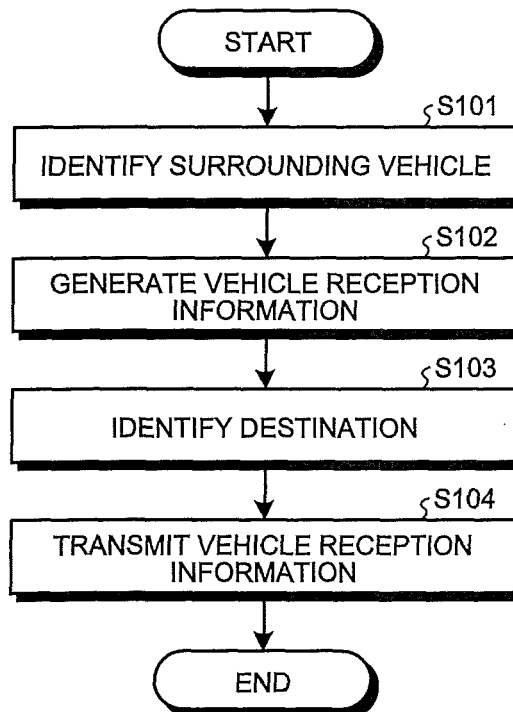 START
S101
IDENTIFY SURROUNDING VEHICLE
S102
GENERATE VEHICLE RECEPTION
INFORMATION
S103
IDENTIFY DESTINATION
S104
TRANSMIT VEHICLE RECEPTION
INFORMATION
END